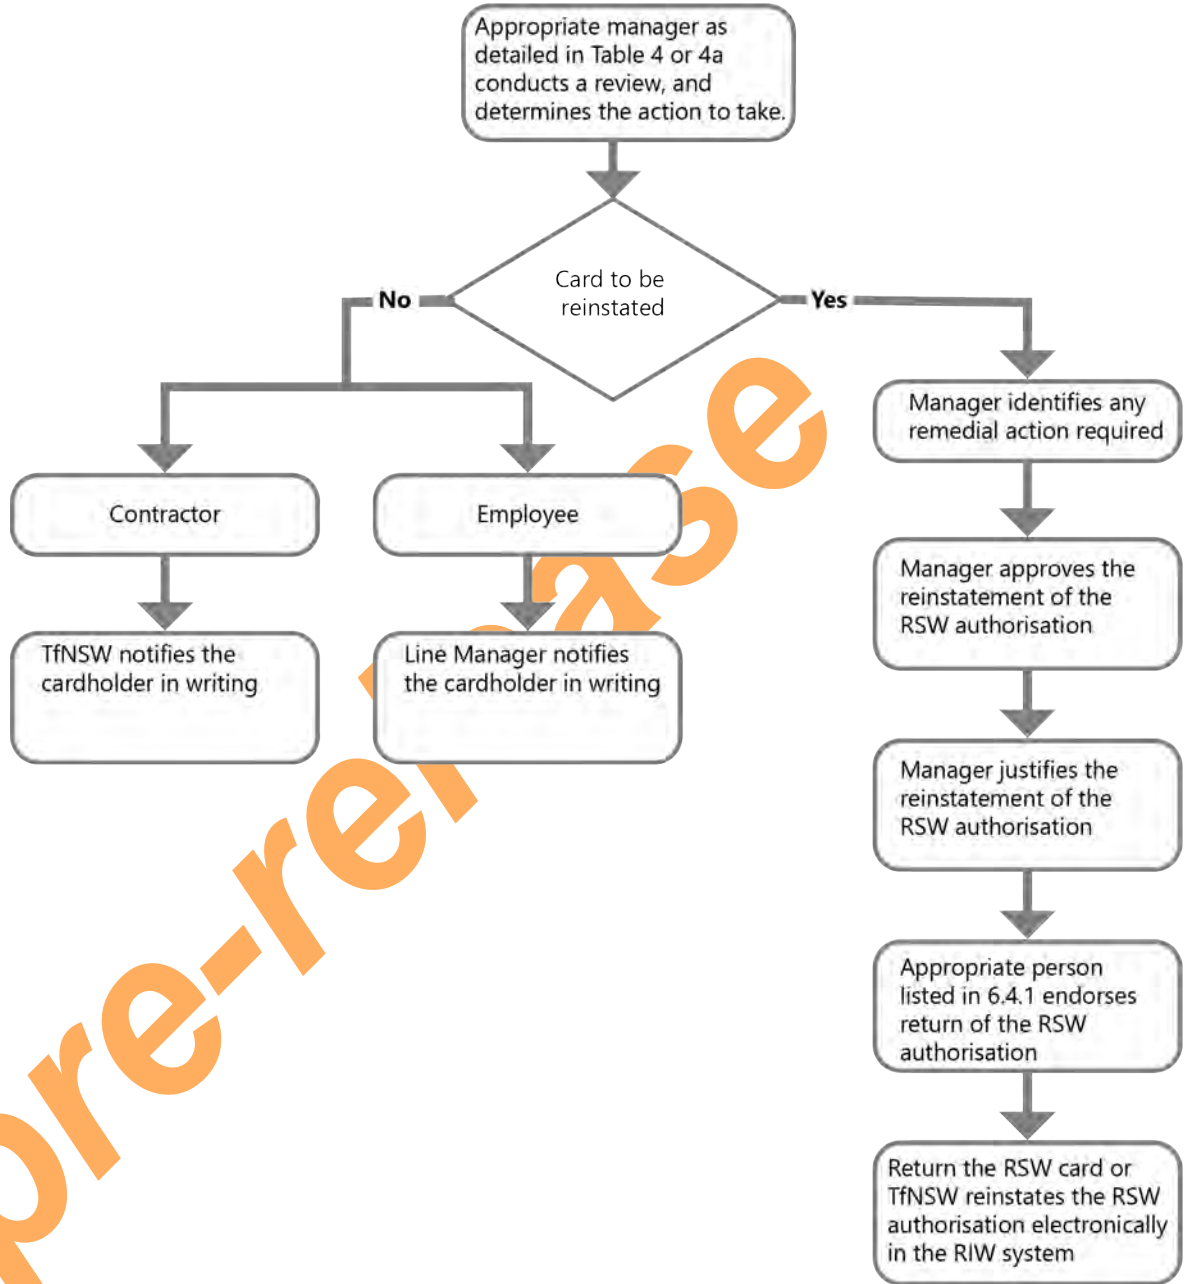 Appropriate manager as
detailed in Table 4 or 4a
conducts a review, and
determines the action to take.
Card to be
reinstated
No
Yes
Contractor
TfNSW notifies the
cardholder in writing
Employee
Line Manager notifies
the cardholder in writing
Manager identifies any
remedial action required
Manager approves the
reinstatement of the
RSW authorisation
Manager justifies the
reinstatement of the
RSW authorisation
Appropriate person
listed in 6.4.1 endorses
return of the RSW
authorisation
Return the RSW card or
TfNSW reinstates the RSW
authorisation electronically
in the RIW system
pre-release